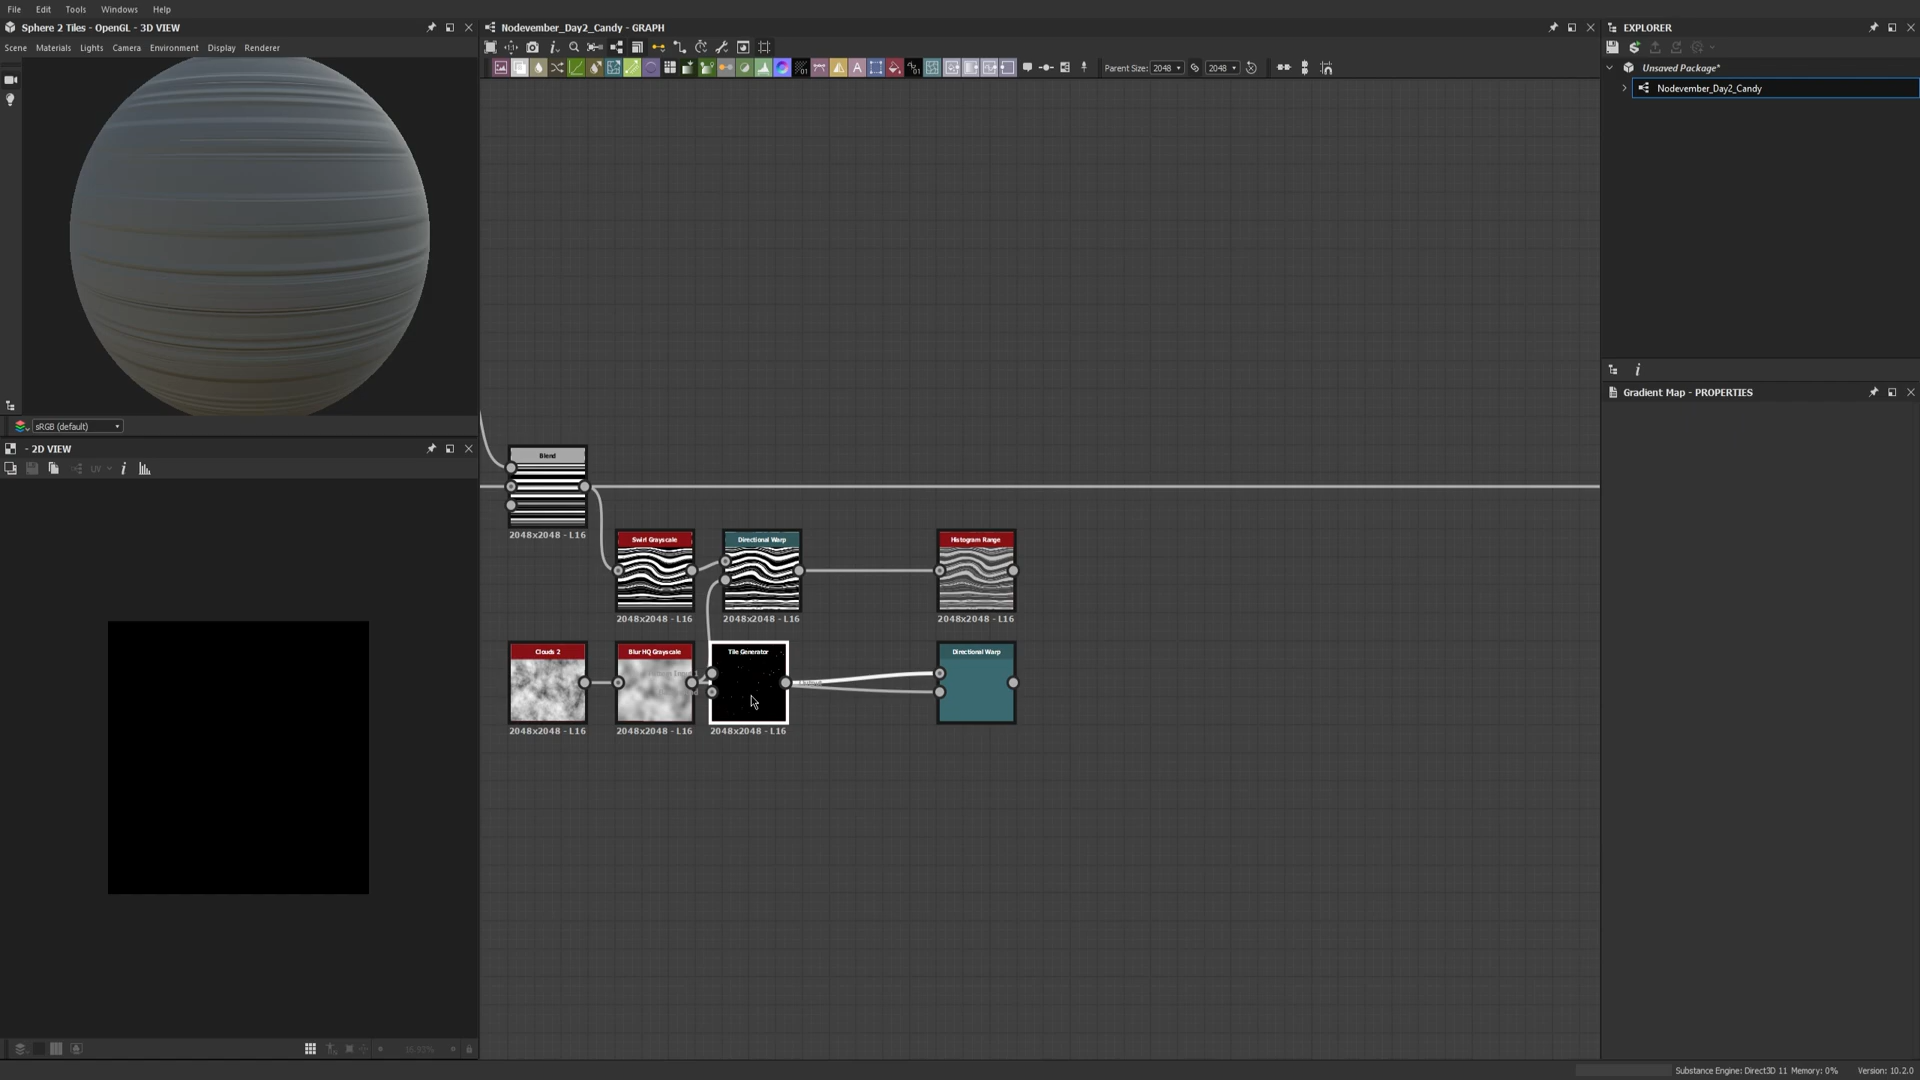 File Edit Tools Windows Help
Sphere 2 Tiles - OpenGL - 3D VIEW
Scene Materials Lights Camera Environment Display Renderer
sRGB (default)
- 2D VIEW
UV
16.93%
Nodevember_Day2_Candy - GRAPH
Parent Size: 2048 2048
Blend
2048x2048 - L16
Swirl Grayscale
2048x2048 - L16
Directional Warp
2048x2048 - L16
Histogram Range
2048x2048 - L16
Clouds 2
2048x2048 - L16
Blur HQ Grayscale
2048x2048 - L16
Tile Generator
2048x2048 - L16
Directional Warp
EXPLORER
Unsaved Package*
Nodevember_Day2_Candy
Gradient Map - PROPERTIES
Substance Engine: Direct3D 11 Memory: 0% Version: 10.2.0